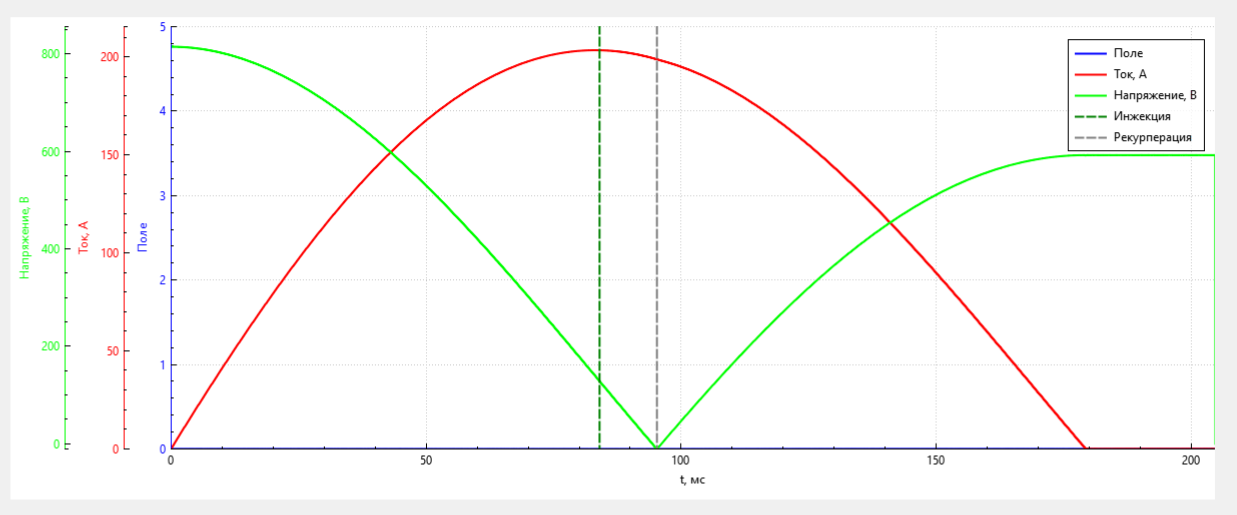 Напряжение, В
800
600
400
200
0
Ток, А
200
150
100
50
0
Поле
5
4
3
2
1
0
0 50 100 150 200
t, мс
Поле
Ток, А
Напряжение, В
Инжекция
Рекурперация